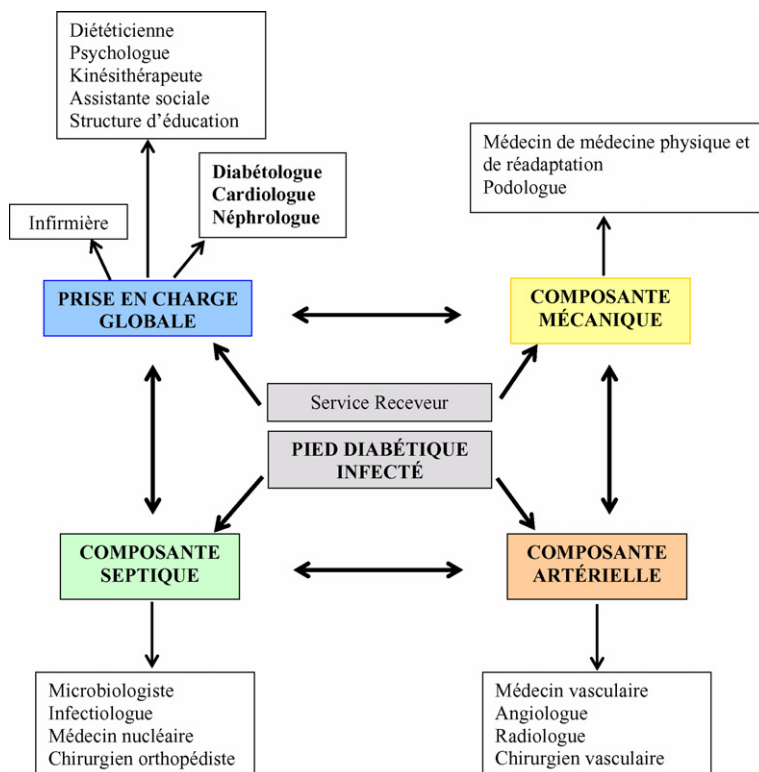 Diététicienne
Psychologue
Kinésithérapeute
Assistante sociale
Structure d'éducation
Diabétologue
Cardiologue
Néphrologue
Infirmière
Médecin de médecine physique et
de réadaptation
Podologue
PRISE EN CHARGE
GLOBALE
COMPOSANTE
MÉCANIQUE
Service Receveur
PIED DIABÉTIQUE
INFECTÉ
COMPOSANTE
SEPTIQUE
COMPOSANTE
ARTÉRIELLE
Microbiologiste
Infectiologue
Médecin nucléaire
Chirurgien orthopédiste
Médecin vasculaire
Angiologue
Radiologue
Chirurgien vasculaire